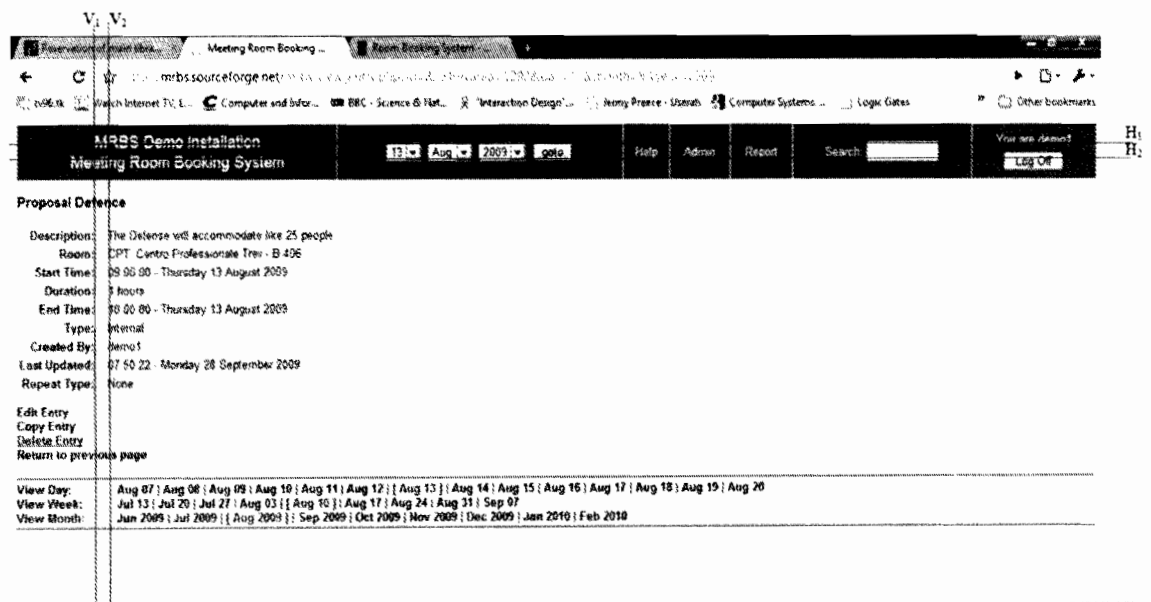 V₁ V₂
Meeting Room Booking ...
Room Booking System
mrbs.sourceforge.net
Watch Internet TV, L... Computer and Infor... BBC - Science & Nat... "Interaction Design"... Jenny Preece - Userati Computer Systems ... Logic Gates » Other bookmarks
MRBS Demo Installation
Meeting Room Booking System
13 Aug 2009 goto Help Admin Report Search: You are demo1 Log Off
H₁
H₂
Proposal Defence
Description: The Defense will accommodate like 25 people
Room: CPT Centro Professionale Trev - B 406
Start Time: - Thursday 13 August 2009
Duration: hours
End Time: - Thursday 13 August 2009
Type: Internal
Created By: demo1
Last Updated: 07 50 22 - Monday 28 September 2009
Repeat Type: None
Edit Entry
Copy Entry
Delete Entry
Return to previous page
View Day: Aug 07 | Aug 08 | Aug 09 | Aug 10 | Aug 11 | Aug 12 | [ Aug 13 ] | Aug 14 | Aug 15 | Aug 16 | Aug 17 | Aug 18 | Aug 19 | Aug 20
View Week: Jul 13 | Jul 20 | Jul 27 | Aug 03 | [ Aug 10 ] | Aug 17 | Aug 24 | Aug 31 | Sep 07
View Month: Jun 2009 | Jul 2009 | [ Aug 2009 ] | Sep 2009 | Oct 2009 | Nov 2009 | Dec 2009 | Jan 2010 | Feb 2010